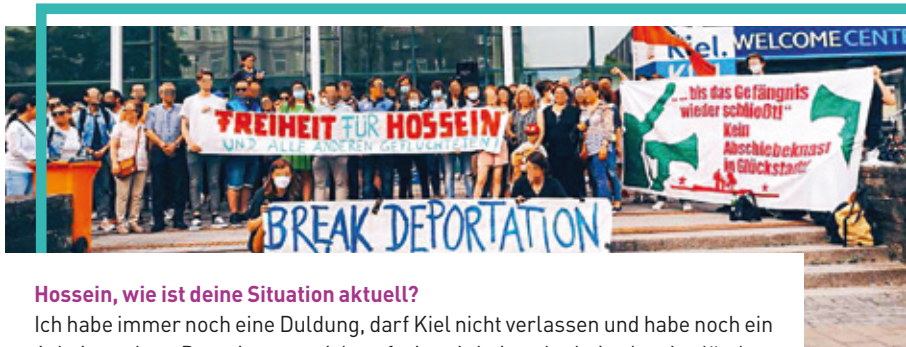 Kiel.
WELCOME CENTE
FREIHEIT FÜR HOSSEIN
UND ALLE ANDEREN GEFLÜCHTETEN!
"...bis das Gefängnis
wieder schließt!"
Kein
Abschiebeknast
in Glückstadt
BREAK DEPORTATION
Hossein, wie ist deine Situation aktuell?
Ich habe immer noch eine Duldung, darf Kiel nicht verlassen und habe noch ein